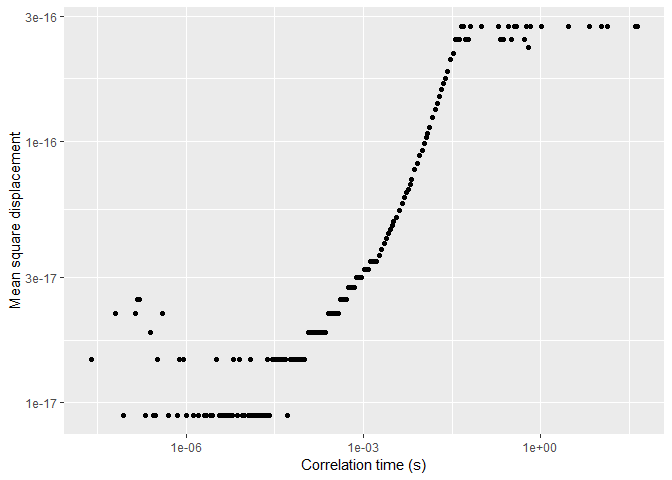 3e-16
1e-16
3e-17
1e-17
Mean square displacement
1e-06 1e-03 1e+00
Correlation time (s)